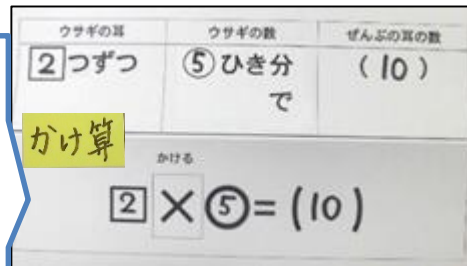 ウサギの耳 ウサギの数 ぜんぶの耳の数
2つずつ ⑤ひき分 (10)
で
かけ算
かける
2×⑤=(10)